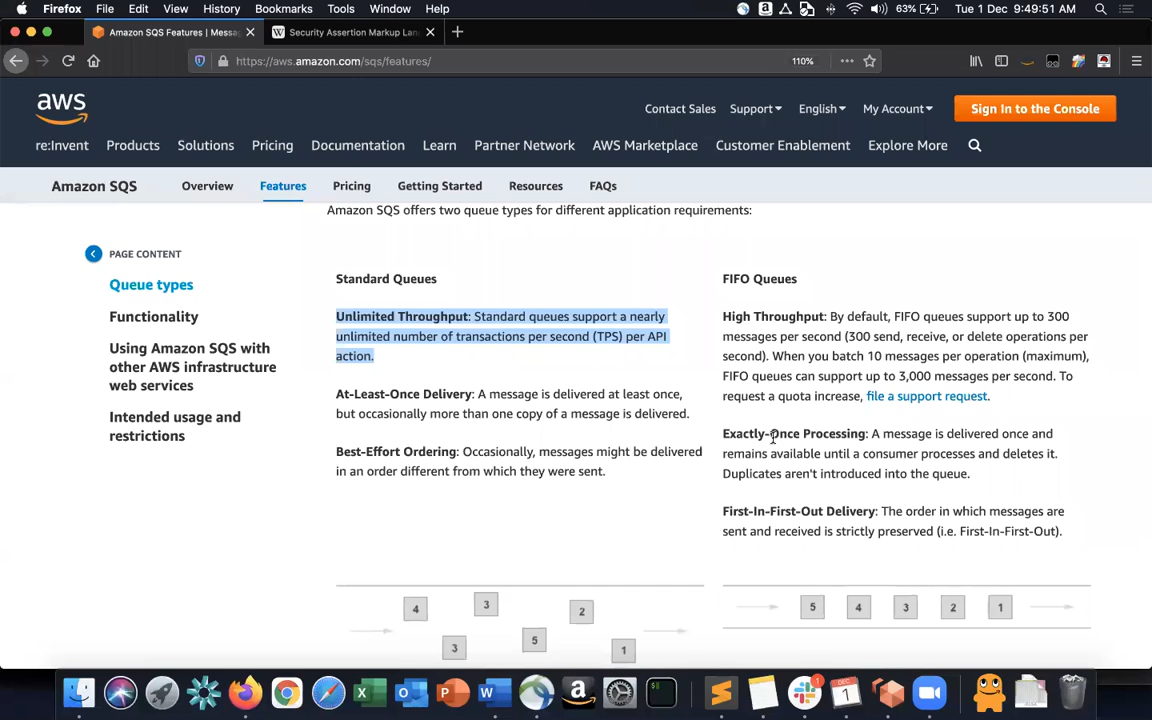 Firefox File Edit View History Bookmarks Tools Window Help 63% Tue 1 Dec 9:49:51 AM
Amazon SQS Features | Messa Security Assertion Markup Lan
https://aws.amazon.com/sqs/features/ 110%
aws
Contact Sales Support English My Account Sign In to the Console
re:Invent Products Solutions Pricing Documentation Learn Partner Network AWS Marketplace Customer Enablement Explore More
Amazon SQS Overview Features Pricing Getting Started Resources FAQs
Amazon SQS offers two queue types for different application requirements:
PAGE CONTENT
Queue types
Functionality
Using Amazon SQS with
other AWS infrastructure
web services
Intended usage and
restrictions
Standard Queues
Unlimited Throughput: Standard queues support a nearly
unlimited number of transactions per second (TPS) per API
action.
At-Least-Once Delivery: A message is delivered at least once,
but occasionally more than one copy of a message is delivered.
Best-Effort Ordering: Occasionally, messages might be delivered
in an order different from which they were sent.
4 3 2
3 5 1
FIFO Queues
High Throughput: By default, FIFO queues support up to 300
messages per second (300 send, receive, or delete operations per
second). When you batch 10 messages per operation (maximum),
FIFO queues can support up to 3,000 messages per second. To
request a quota increase, file a support request.
Exactly-Once Processing: A message is delivered once and
remains available until a consumer processes and deletes it.
Duplicates aren't introduced into the queue.
First-In-First-Out Delivery: The order in which messages are
sent and received is strictly preserved (i.e. First-In-First-Out).
5 4 3 2 1